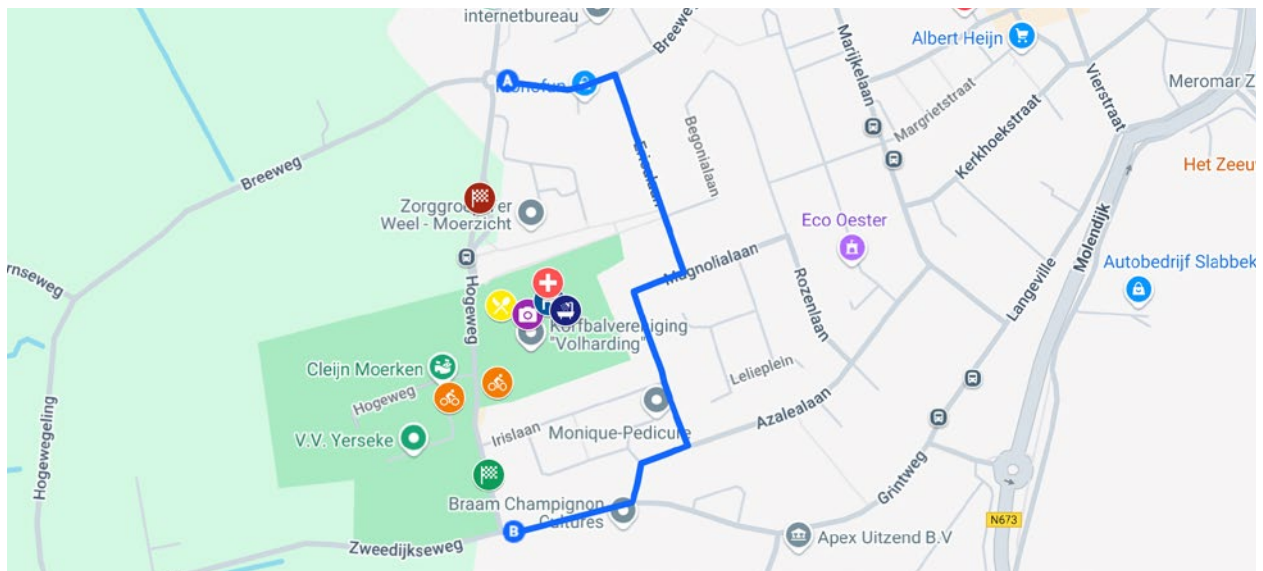 internetbureau
Breeweg
Albert Heijn
Marijkelaan
Vierstraat
Meromar Z
A
Margrietstraat
Kerkhoekstraat
Begonialaan
Ericalaan
Het Zeeu
Breeweg
Zorggroep ter
Weel - Moerzicht
Eco Oester
Molendijk
Magnolialaan
Autobedrijf Slabbek
rnseweg
Hogeweg
Rozenlaan
Langeville
Korfbalvereniging
"Volharding"
Cleijn Moerken
Lelieplein
Hogeweg
Azalealaan
Monique-Pedicure
Irislaan
V.V. Yerseke
Hogewegeling
Grintweg
Braam Champignon
Cultures
N673
B
Apex Uitzend B.V
Zweedijkseweg